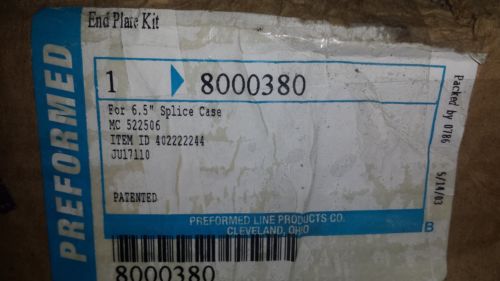 End Plate Kit
PREFORMED
1 8000380
For 6.5" Splice Case
MC 522506
ITEM ID 402222244
JU17110
PATENTED
Packed by 0786 5/14/03
PREFORMED LINE PRODUCTS CO.
CLEVELAND, OHIO
B
8000380